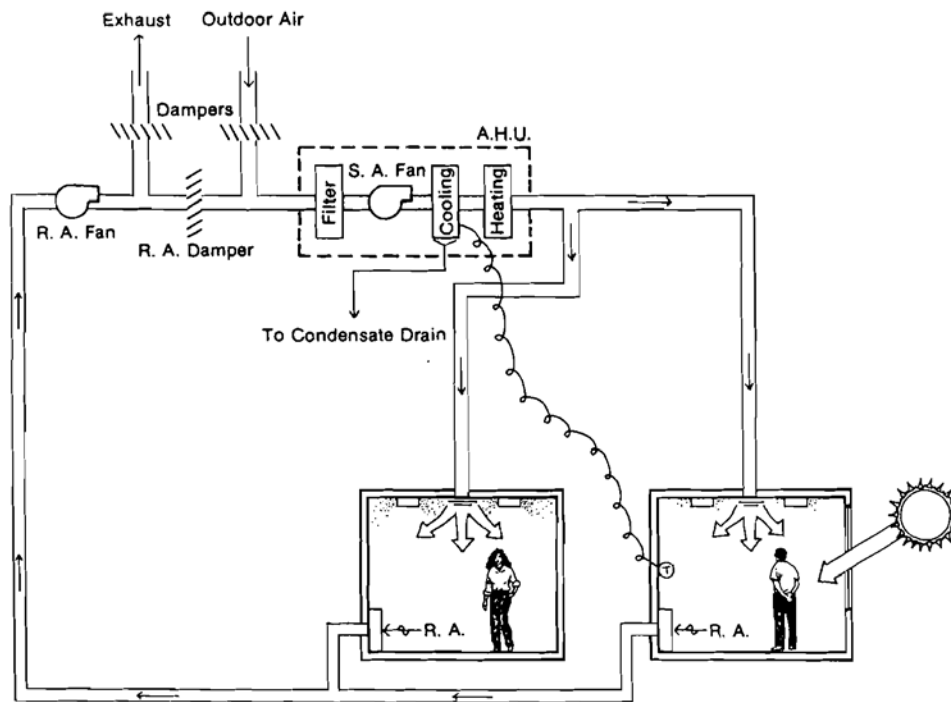 Exhaust
Outdoor Air
Dampers
A.H.U.
S. A. Fan
Filter
Cooling
Heating
R. A. Fan
R. A. Damper
To Condensate Drain
T
R. A.
R. A.